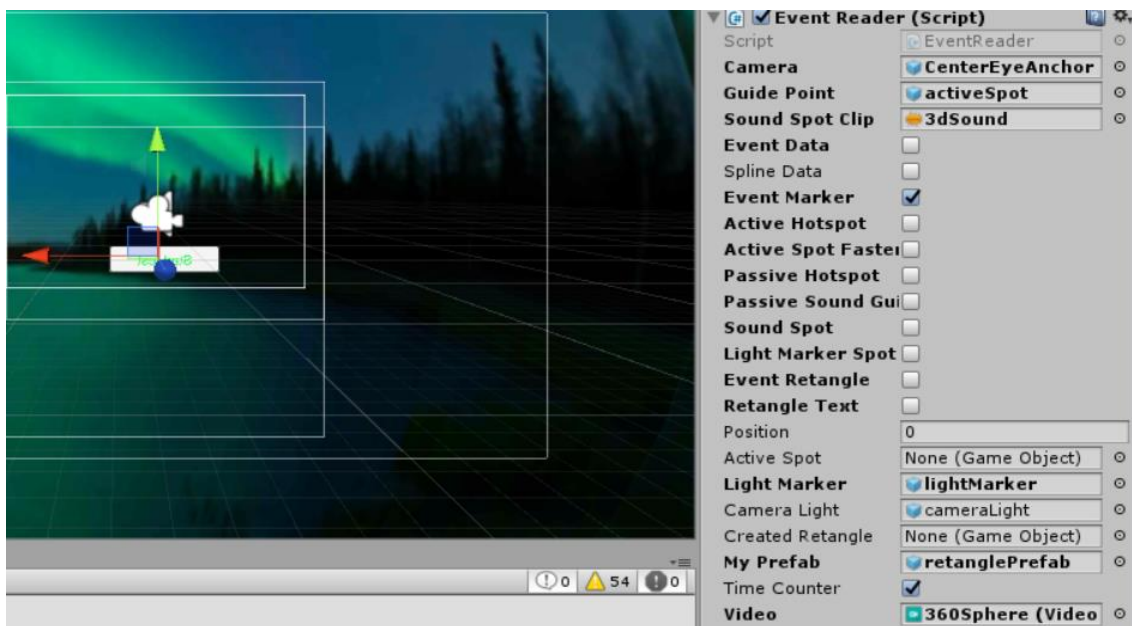 Event Reader (Script)
Script EventReader
Camera CenterEyeAnchor
Guide Point activeSpot
Sound Spot Clip 3dSound
Event Data
Spline Data
Event Marker
Active Hotspot
Active Spot Faster
Passive Hotspot
Passive Sound Gui
Sound Spot
Light Marker Spot
Event Retangle
Retangle Text
Position 0
Active Spot None (Game Object)
Light Marker lightMarker
Camera Light cameraLight
Created Retangle None (Game Object)
My Prefab retanglePrefab
Time Counter
Video 360Sphere (Video
0 54 0